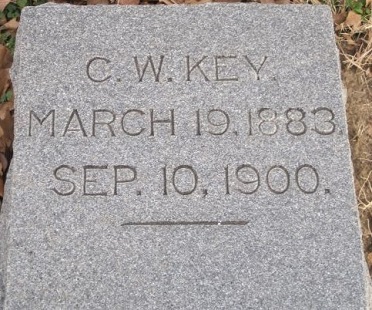 C. W. KEY.
MARCH 19, 1883.
SEP. 10, 1900.